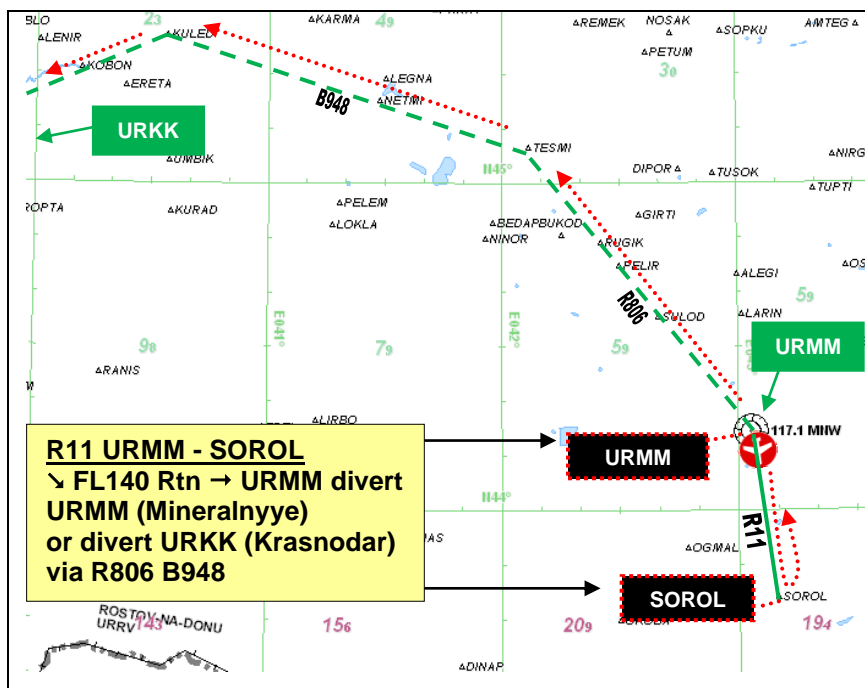 BLO
LENIR
KULED
KARMA
REMEK
NOSAK
SOPKU
AMTEG
PETUM
KOBON
ERETA
LEGNA
NETMI
B948
URKK
UMBIK
TESMI
N45°
DIPOR
TUSOK
NIRG
TUPTI
ROPTA
KURAD
PELEM
LOKLA
BEDAPBUKOD
NINOR
GIRTI
RUGIK
PELIR
ALEGI
OS
R806
SULOD
LARIN
E041°
E042°
RANIS
LIRBO
URMM
117.1 MNW
R11 URMM - SOROL
↘ FL140 Rtn → URMM divert
URMM (Mineralnyye)
or divert URKK (Krasnodar)
via R806 B948
URMM
N44°
R11
OGMAL
SOROL
SOROL
ROSTOV-NA-DONU
URRV
DINAP
23
49
30
59
98
79
59
143
156
209
194